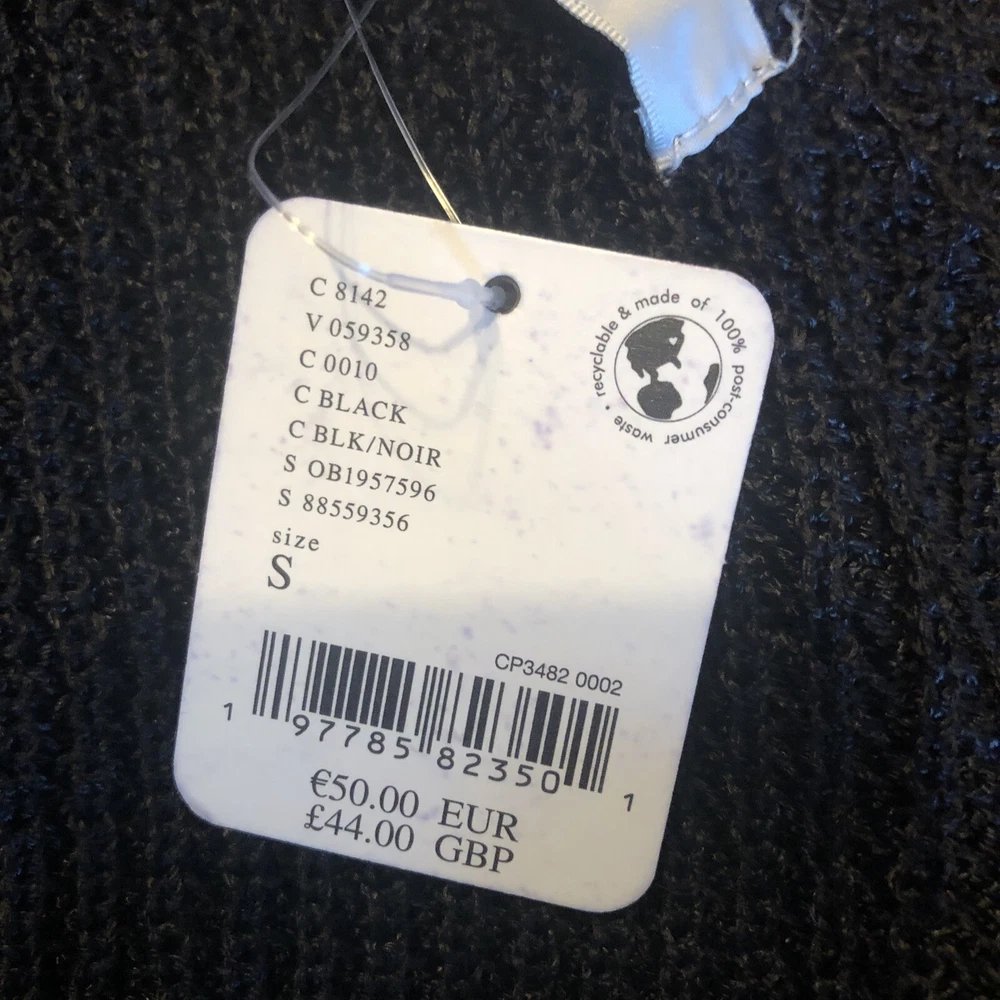 C 8142
V 059358
C 0010
C BLACK
C BLK/NOIR
S OB1957596
S 88559356
size
S
recyclable & made of 100% post-consumer waste •
CP3482 0002
1 97785 82350 1
€50.00 EUR
£44.00 GBP